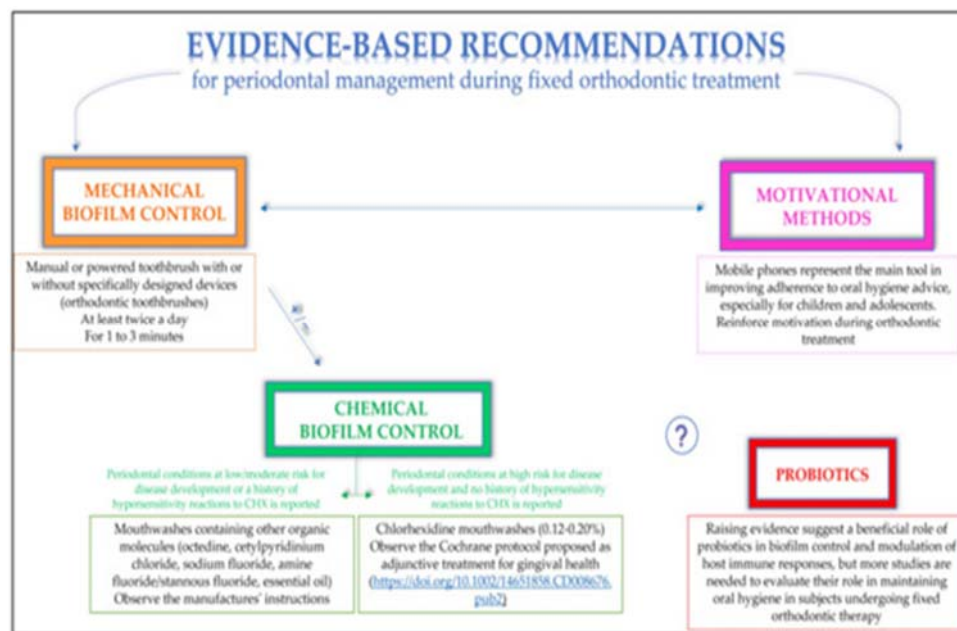 EVIDENCE-BASED RECOMMENDATIONS
for periodontal management during fixed orthodontic treatment
MECHANICAL
BIOFILM CONTROL
Manual or powered toothbrush with or
without specifically designed devices
(orthodontic toothbrushes)
At least twice a day
For 1 to 3 minutes
MOTIVATIONAL
METHODS
Mobile phones represent the main tool in
improving adherence to oral hygiene advice,
especially for children and adolescents.
Reinforce motivation during orthodontic
treatment
CHEMICAL
BIOFILM CONTROL
Periodontal conditions at low/moderate risk for
disease development or a history of
hypersensitivity reactions to CHX is reported
Mouthwashes containing other organic
molecules (octedine, cetylpyridinium
chloride, sodium fluoride, amine
fluoride/stannous fluoride, essential oil)
Observe the manufactures' instructions
Periodontal conditions at high risk for disease
development and no history of hypersensitivity
reactions to CHX is reported
Chlorhexidine mouthwashes (0.12-0.20%)
Observe the Cochrane protocol proposed as
adjunctive treatment for gingival health
(https://doi.org/10.1002/14651858.CD008676.
pub2)
?
PROBIOTICS
Raising evidence suggest a beneficial role of
probiotics in biofilm control and modulation of
host immune responses, but more studies are
needed to evaluate their role in maintaining
oral hygiene in subjects undergoing fixed
orthodontic therapy